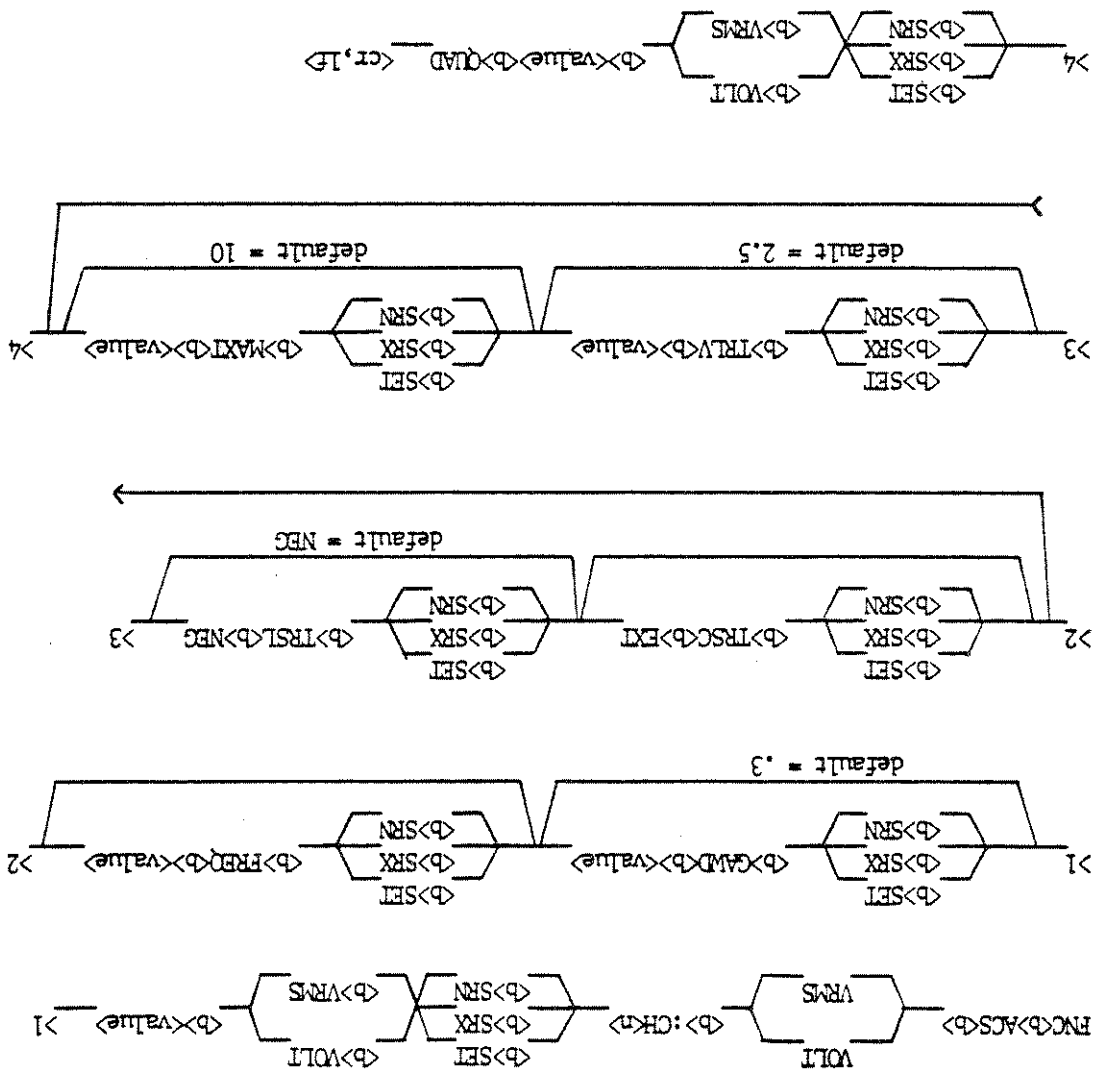 VOLT <b>SET <b>VOLT
FNC<b>ACS<b> <b>:CH<n> <b>SRX <b><value> >1
VRMS <b>SRN <b>VRMS
<b>SET <b>SET
>1 <b>SRX <b>GAWD<b><value> <b>SRX <b>FREQ<b><value> >2
<b>SRN <b>SRN
default = .3
<b>SET <b>SET
>2 <b>SRX <b>TRSC<b>EXT <b>SRX <b>TRSL<b>NEG >3
<b>SRN <b>SRN
default = NEG
<b>SET <b>SET
>3 <b>SRX <b>TRLV<b><value> <b>SRX <b>MAXT<b><value> >4
<b>SRN <b>SRN
default = 2.5 default = 10
<b>SET <b>VOLT
>4 <b>SRX <b><value><b>QUAD <cr,lf>
<b>SRN <b>VRMS